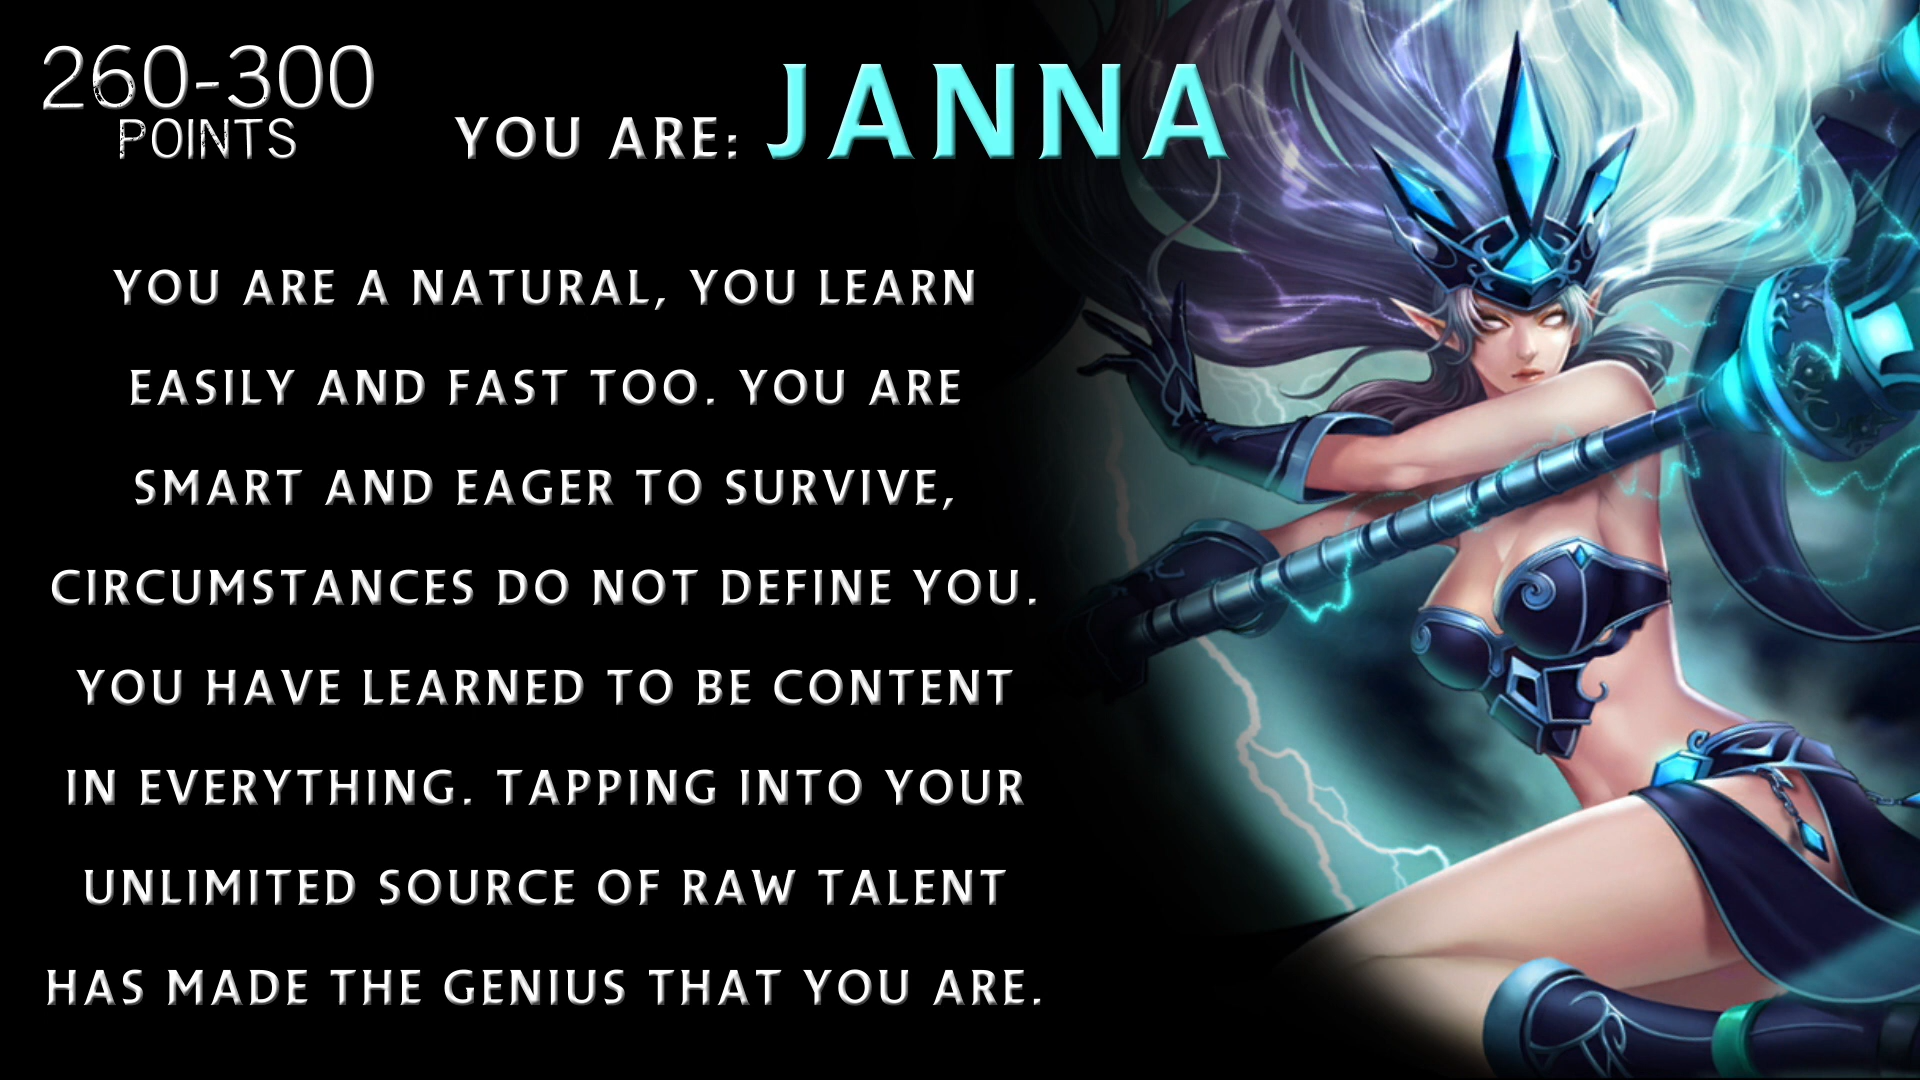 260-300
POINTS
YOU ARE: JANNA
YOU ARE A NATURAL, YOU LEARN
EASILY AND FAST TOO. YOU ARE
SMART AND EAGER TO SURVIVE,
CIRCUMSTANCES DO NOT DEFINE YOU.
YOU HAVE LEARNED TO BE CONTENT
IN EVERYTHING. TAPPING INTO YOUR
UNLIMITED SOURCE OF RAW TALENT
HAS MADE THE GENIUS THAT YOU ARE.